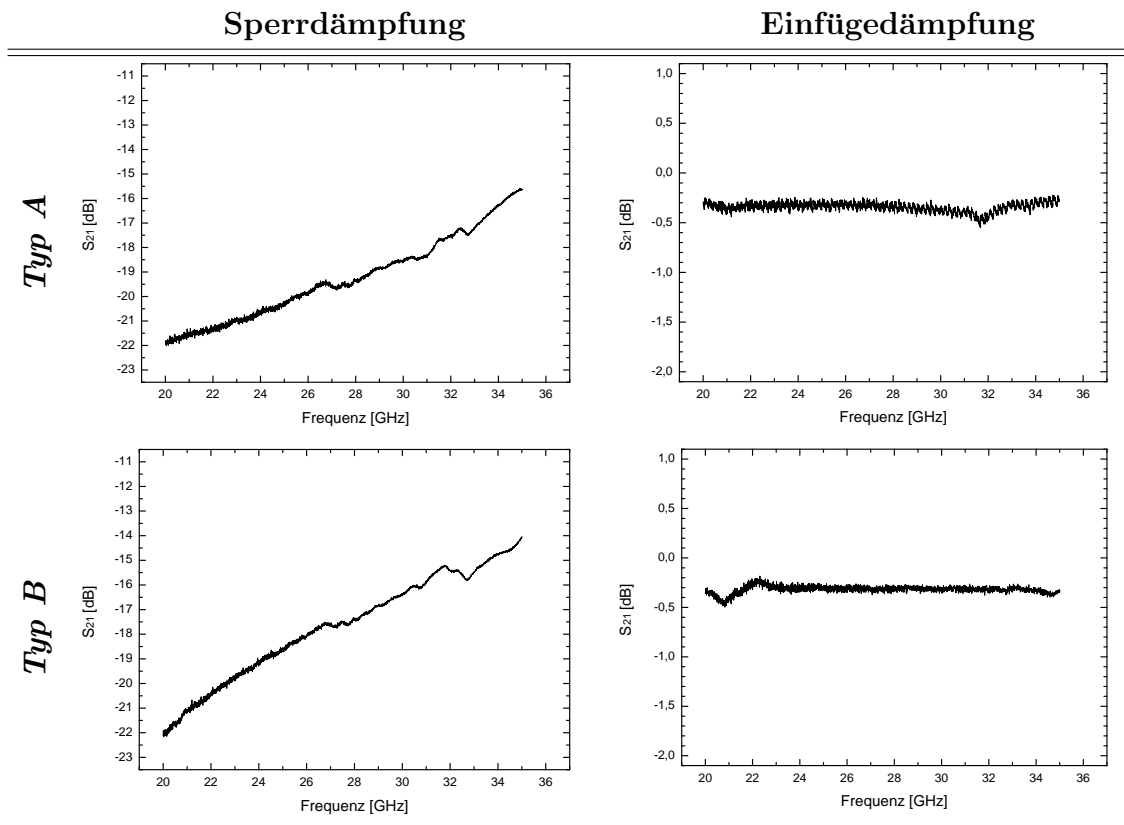 Sperrdämpfung Einfügedämpfung
Typ A
S21 [dB]
-11
-12
-13
-14
-15
-16
-17
-18
-19
-20
-21
-22
-23
20 22 24 26 28 30 32 34 36
Frequenz [GHz]
S21 [dB]
1,0
0,5
0,0
-0,5
-1,0
-1,5
-2,0
20 22 24 26 28 30 32 34 36
Frequenz [GHz]
Typ B
S21 [dB]
-11
-12
-13
-14
-15
-16
-17
-18
-19
-20
-21
-22
-23
20 22 24 26 28 30 32 34 36
Frequenz [GHz]
S21 [dB]
1,0
0,5
0,0
-0,5
-1,0
-1,5
-2,0
20 22 24 26 28 30 32 34 36
Frequenz [GHz]